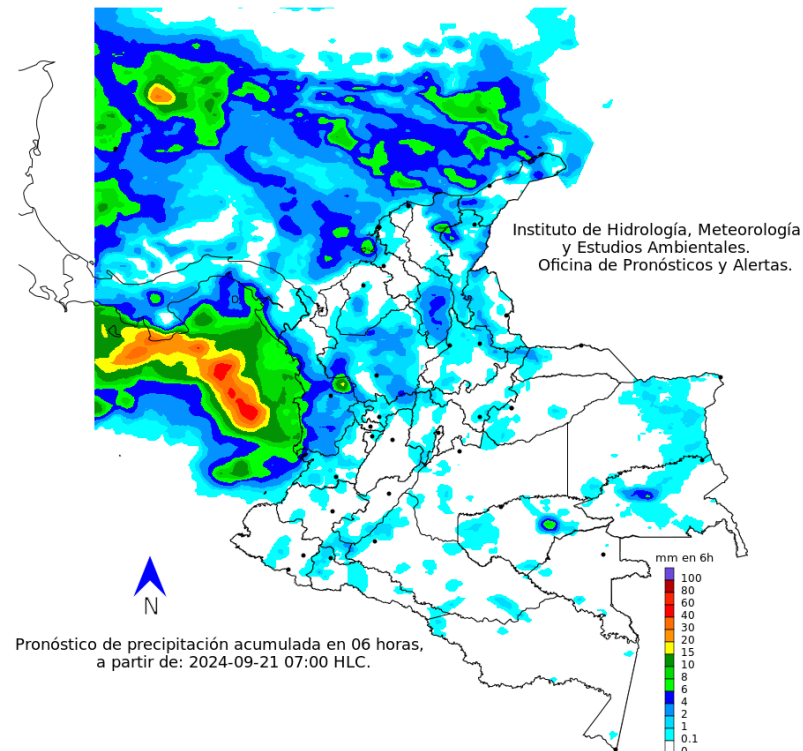 Instituto de Hidrología, Meteorología
y Estudios Ambientales.
Oficina de Pronósticos y Alertas.
mm en 6h
100
80
60
40
30
20
15
10
8
6
4
2
1
0.1
0
N
Pronóstico de precipitación acumulada en 06 horas,
a partir de: 2024-09-21 07:00 HLC.